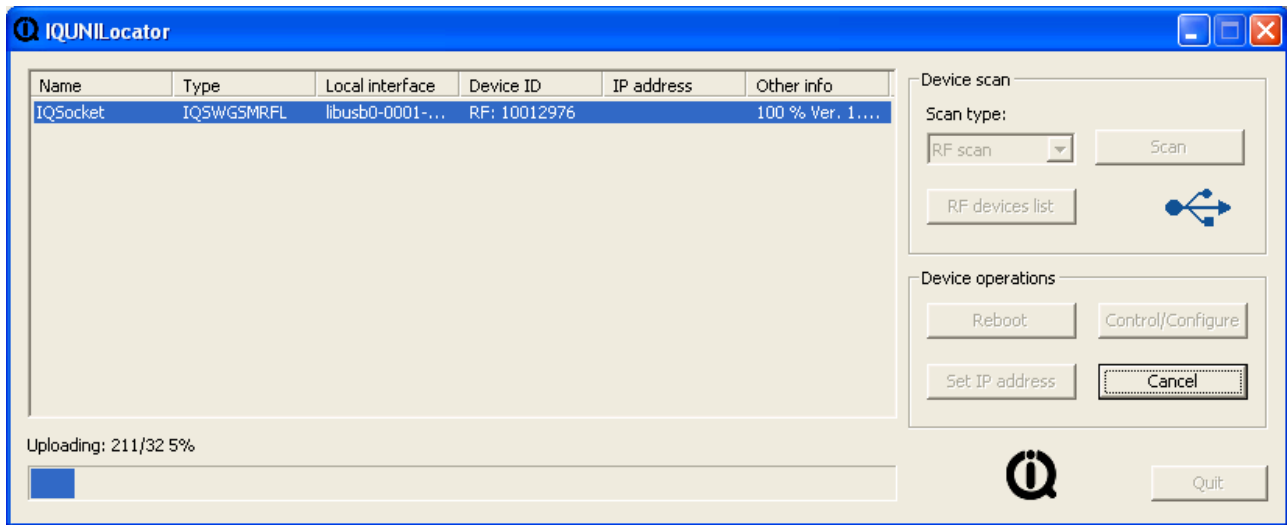 IQUNILocator
Name Type Local interface Device ID IP address Other info
IQSocket IQSWGSMRFL libusb0-0001-... RF: 10012976 100 % Ver. 1....
Device scan
Scan type:
RF scan Scan
RF devices list
Device operations
Reboot Control/Configure
Set IP address Cancel
Uploading: 211/32 5%
Quit